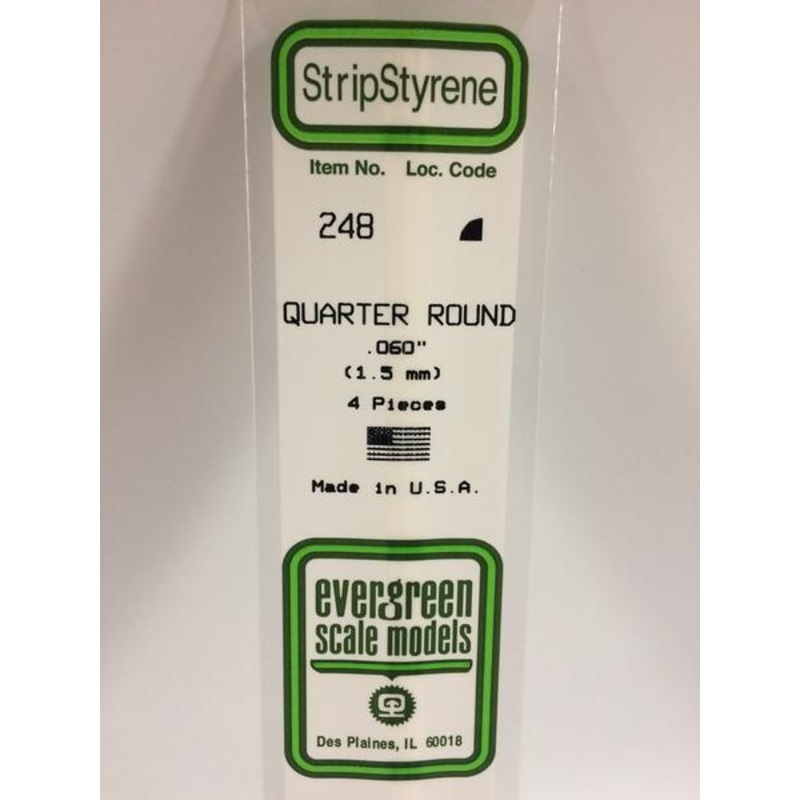 StripStyrene
Item No. Loc. Code
248
QUARTER ROUND
.060"
(1.5 mm)
4 Pieces
Made in U.S.A.
evergreen
scale models
Des Plaines, IL 60018